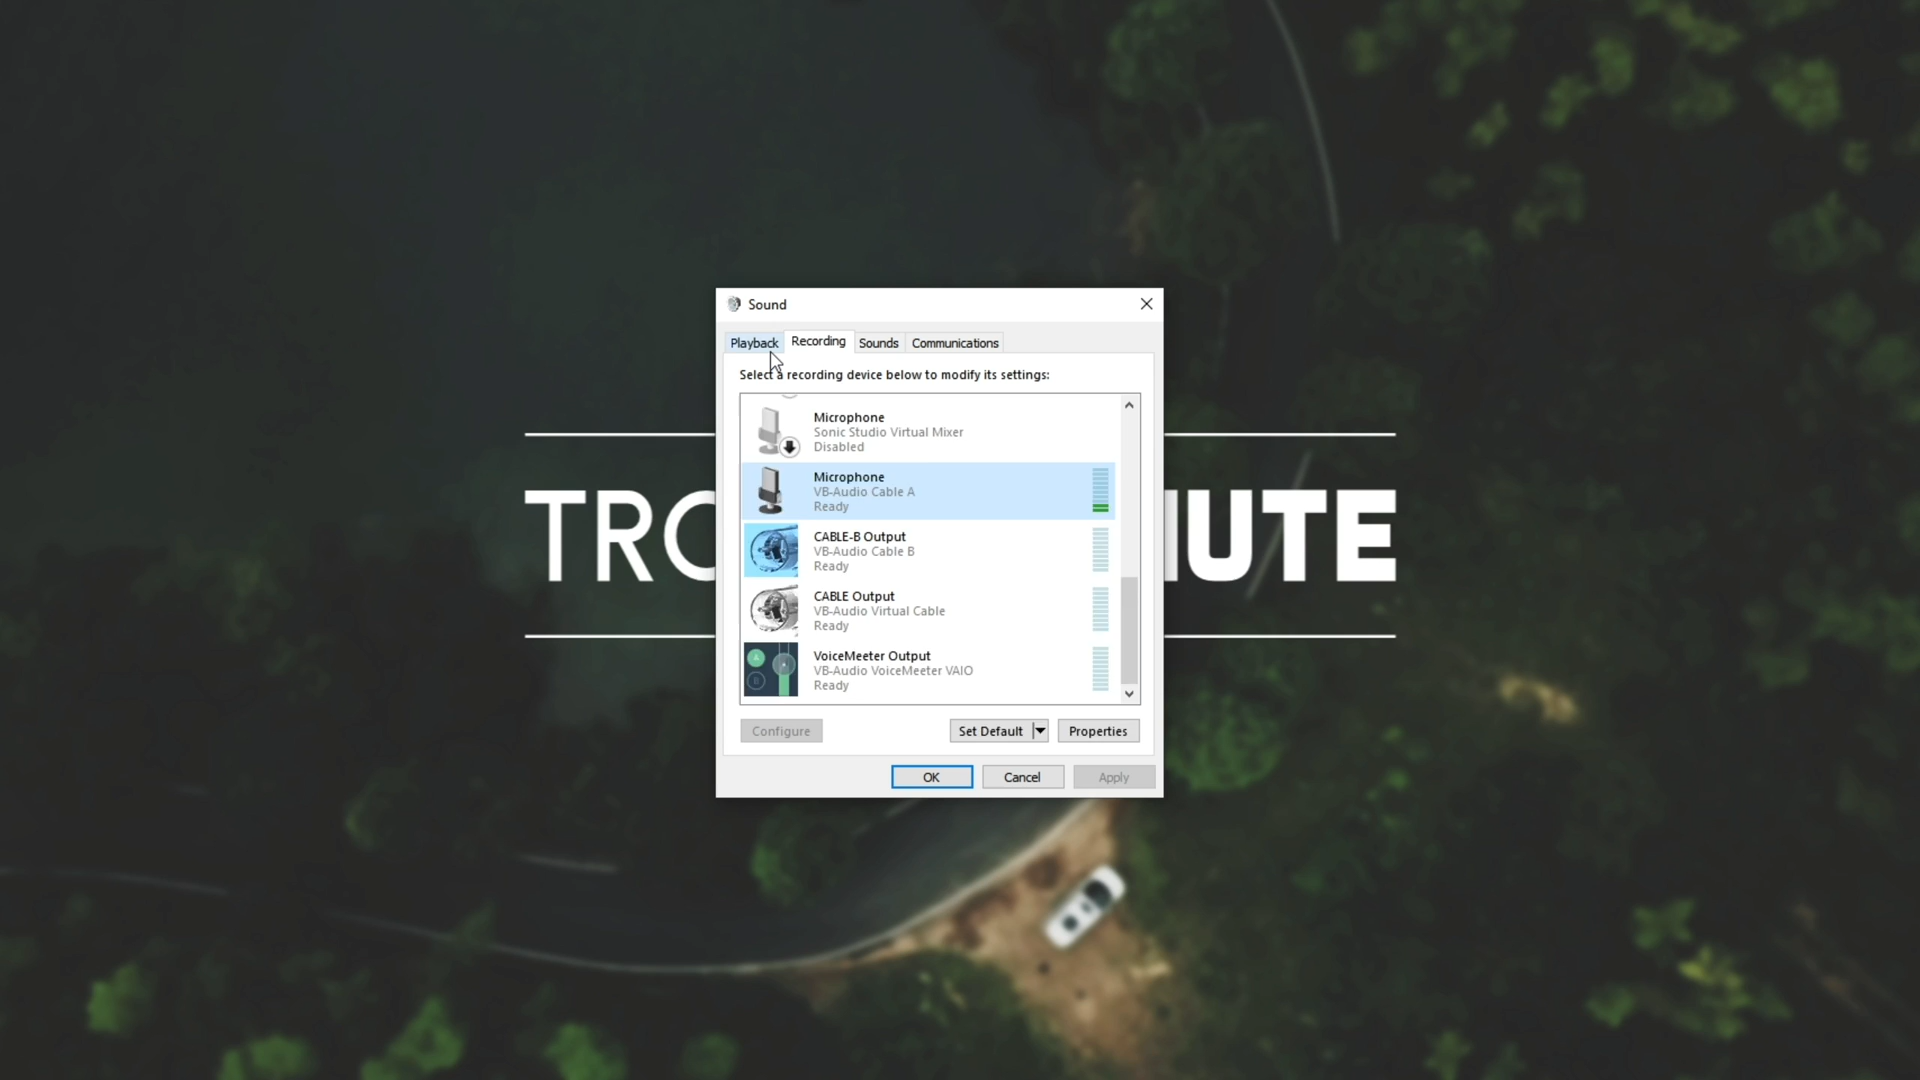 Sound
Playback Recording Sounds Communications
Select a recording device below to modify its settings:
Microphone
Sonic Studio Virtual Mixer
Disabled
Microphone
VB-Audio Cable A
Ready
CABLE-B Output
VB-Audio Cable B
Ready
CABLE Output
VB-Audio Virtual Cable
Ready
VoiceMeeter Output
VB-Audio VoiceMeeter VAIO
Ready
Configure Set Default Properties
OK Cancel Apply